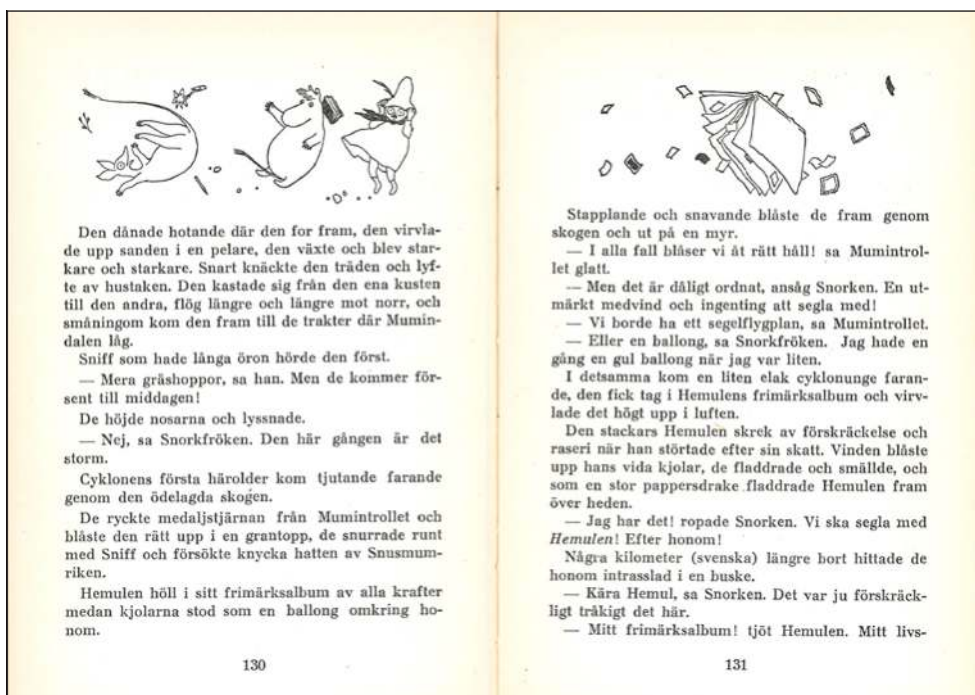 Den dånade hotande där den for fram, den virvla-
de upp sanden i en pelare, den växte och blev star-
kare och starkare. Snart knäckte den träden och lyf-
te av hustaken. Den kastade sig från den ena kusten
till den andra, flög längre och längre mot norr, och
småningom kom den fram till de trakter där Mumin-
dalen låg.
Sniff som hade långa öron hörde den först.
— Mera gräshoppor, sa han. Men de kommer för-
sent till middagen!
De höjde nosarna och lyssnade.
— Nej, sa Snorkfröken. Den här gången är det
storm.
Cyklonens första härolder kom tjutande farande
genom den ödelagda skogen.
De ryckte medaljstjärnan från Mumintrollet och
blåste den rätt upp i en grantopp, de snurrade runt
med Sniff och försökte knycka hatten av Snusmum-
riken.
Hemulen höll i sitt frimärksalbum av alla krafter
medan kjolarna stod som en ballong omkring ho-
nom.
130
Stapplande och snavande blåste de fram genom
skogen och ut på en myr.
— I alla fall blåser vi åt rätt håll! sa Mumintrol-
let glatt.
— Men det är dåligt ordnat, ansåg Snorken. En ut-
märkt medvind och ingenting att segla med!
— Vi borde ha ett segelflygplan, sa Mumintrollet.
— Eller en ballong, sa Snorkfröken. Jag hade en
gång en gul ballong när jag var liten.
I detsamma kom en liten elak cyklonunge faran-
de, den fick tag i Hemulens frimärksalbum och virv-
lade det högt upp i luften.
Den stackars Hemulen skrek av förskräckelse och
raseri när han störtade efter sin skatt. Vinden blåste
upp hans vida kjolar, de fladdrade och smällde, och
som en stor pappersdrake fladdrade Hemulen fram
över heden.
— Jag har det! ropade Snorken. Vi ska segla med
Hemulen! Efter honom!
Några kilometer (svenska) längre bort hittade de
honom intrasslad i en buske.
— Kära Hemul, sa Snorken. Det var ju förskräck-
ligt tråkigt det här.
— Mitt frimärksalbum! tjöt Hemulen. Mitt livs-
131